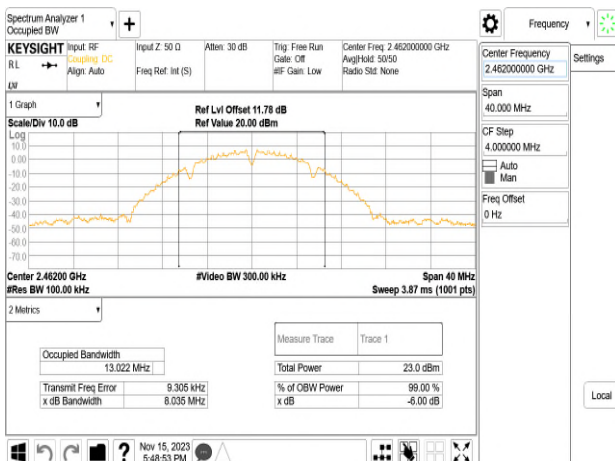 Spectrum Analyzer 1
Occupied BW
Frequency
KEYSIGHT
RL
Input: RF
Coupling: DC
Align: Auto
Input Z: 50 Ω
Freq Ref: Int (S)
Atten: 30 dB
Trig: Free Run
Gate: Off
#IF Gain: Low
Center Freq: 2.462000000 GHz
Avg|Hold: 50/50
Radio Std: None
Center Frequency
2.462000000 GHz
Settings
Span
40.000 MHz
CF Step
4.000000 MHz
Auto
Man
Freq Offset
0 Hz
Local
1 Graph
Scale/Div 10.0 dB
Ref Lvl Offset 11.78 dB
Ref Value 20.00 dBm
Log
10.0
0.00
-10.0
-20.0
-30.0
-40.0
-50.0
-60.0
-70.0
Center 2.46200 GHz
#Res BW 100.00 kHz
#Video BW 300.00 kHz
Span 40 MHz
Sweep 3.87 ms (1001 pts)
2 Metrics
Measure Trace Trace 1
Occupied Bandwidth
13.022 MHz
Total Power 23.0 dBm
Transmit Freq Error 9.305 kHz
% of OBW Power 99.00 %
x dB Bandwidth 8.035 MHz
x dB -6.00 dB
Nov 15, 2023
5:48:53 PM